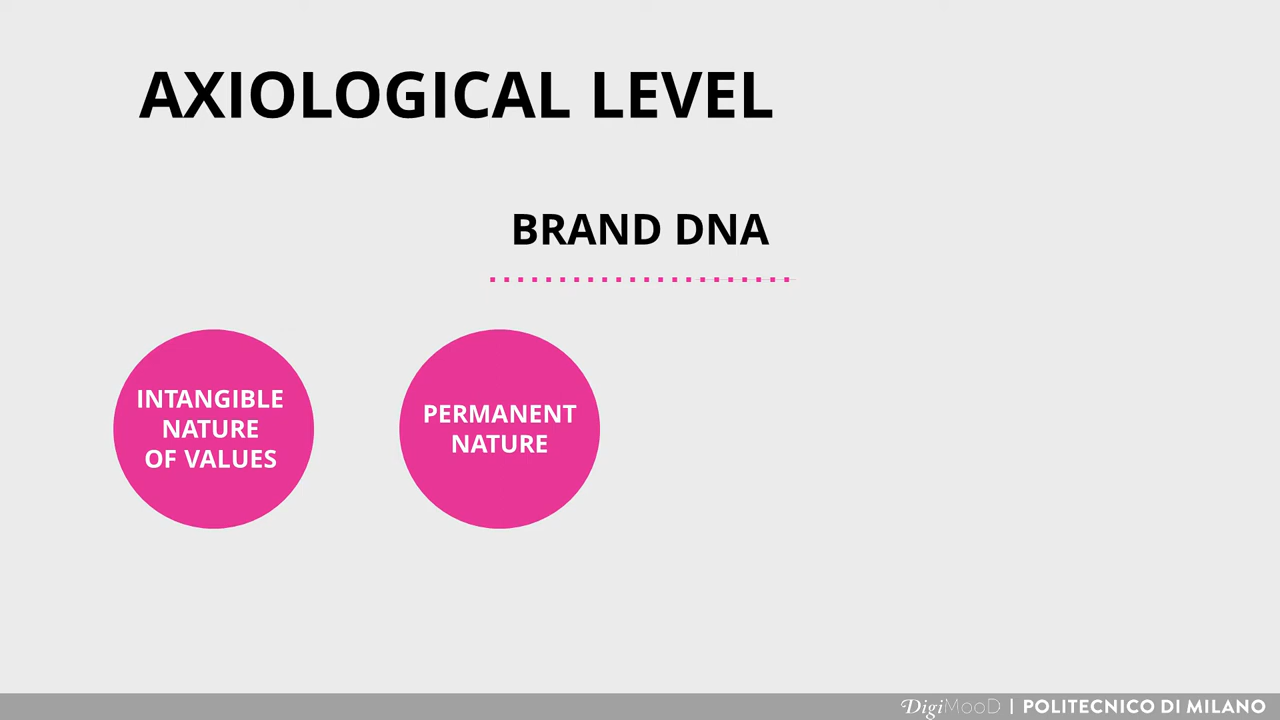 AXIOLOGICAL LEVEL
BRAND DNA
INTANGIBLE
NATURE
OF VALUES
PERMANENT
NATURE
DigiMooD | POLITECNICO DI MILANO